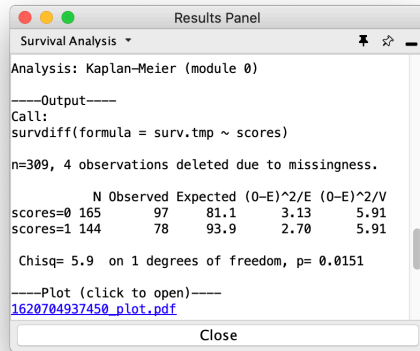 Results Panel
Survival Analysis
Analysis: Kaplan-Meier (module 0)
----Output----
Call:
survdiff(formula = surv.tmp ~ scores)
n=309, 4 observations deleted due to missingness.
N Observed Expected (O-E)^2/E (O-E)^2/V
scores=0 165 97 81.1 3.13 5.91
scores=1 144 78 93.9 2.70 5.91
Chisq= 5.9 on 1 degrees of freedom, p= 0.0151
----Plot (click to open)----
1620704937450_plot.pdf
Close